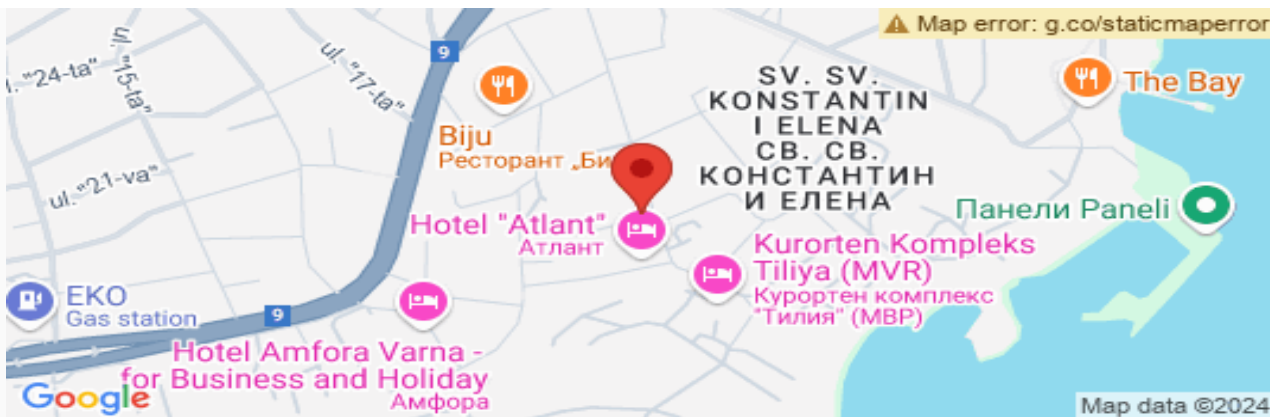 Map error: g.co/staticmaperror
ul. "15-ta"
"24-ta"
ul. "17-ta"
9
SV. SV.
KONSTANTIN
I ELENA
СВ. СВ.
КОНСТАНТИН
И ЕЛЕНА
The Bay
Biju
Ресторант „Би
ul. "21-va"
Панели Paneli
Hotel "Atlant"
Атлант
Kurorten Kompleks
Tiliya (MVR)
Курортен комплекс
"Тилия" (МВР)
EKO
Gas station
9
Hotel Amfora Varna -
for Business and Holiday
Амфора
Google
Map data ©2024